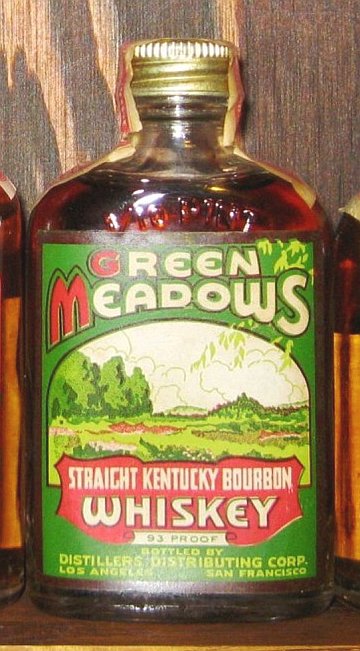 GREEN
MEADOWS
STRAIGHT KENTUCKY BOURBON
WHISKEY
93 PROOF
BOTTLED BY
DISTILLERS DISTRIBUTING CORP.
LOS ANGELES SAN FRANCISCO